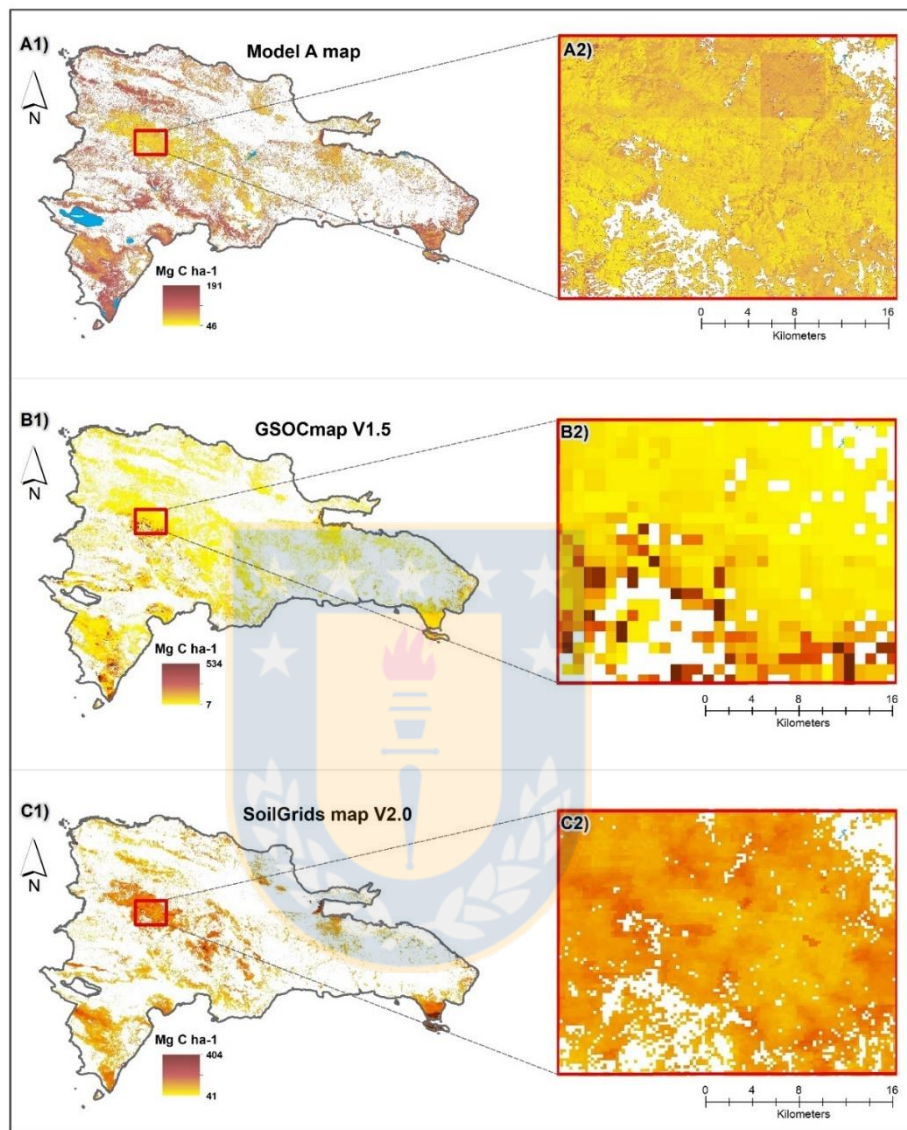 A1)
Model A map
N
Mg C ha-1
191
46
A2)
0 4 8 16
Kilometers
B1)
GSOCmap V1.5
N
Mg C ha-1
534
7
B2)
0 4 8 12 16
Kilometers
C1)
SoilGrids map V2.0
N
Mg C ha-1
404
41
C2)
0 4 8 12 16
Kilometers